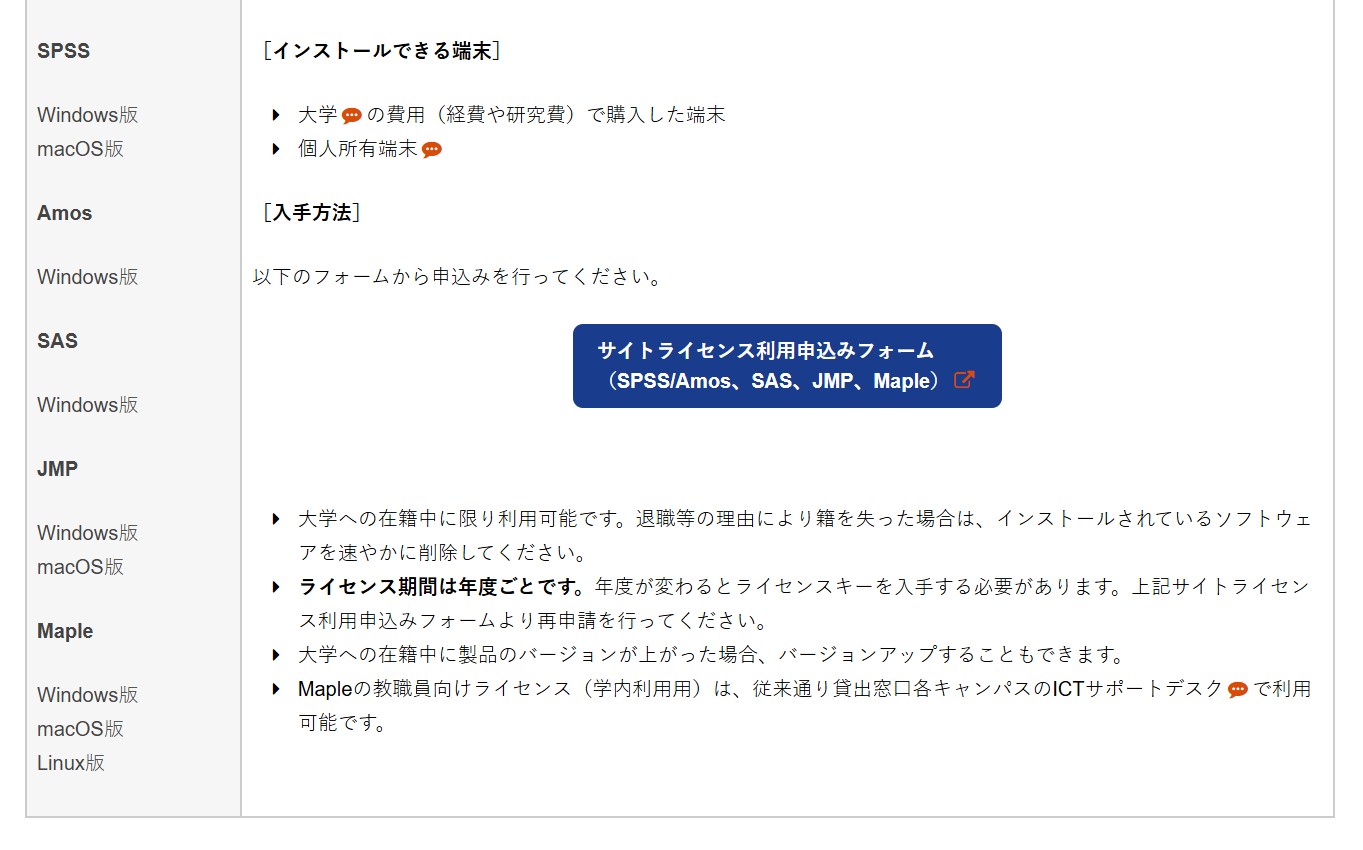 SPSS
Windows版
macOS版
Amos
Windows版
SAS
Windows版
JMP
Windows版
macOS版
Maple
Windows版
macOS版
Linux版
［インストールできる端末］
大学の費用（経費や研究費）で購入した端末
個人所有端末
［入手方法］
以下のフォームから申込みを行ってください。
サイトライセンス利用申込みフォーム
（SPSS/Amos、SAS、JMP、Maple）
大学への在籍中に限り利用可能です。退職等の理由により籍を失った場合は、インストールされているソフトウェ
アを速やかに削除してください。
ライセンス期間は年度ごとです。年度が変わるとライセンスキーを入手する必要があります。上記サイトライセン
ス利用申込みフォームより再申請を行ってください。
大学への在籍中に製品のバージョンが上がった場合、バージョンアップすることもできます。
Mapleの教職員向けライセンス（学内利用用）は、従来通り貸出窓口各キャンパスのICTサポートデスクで利用
可能です。